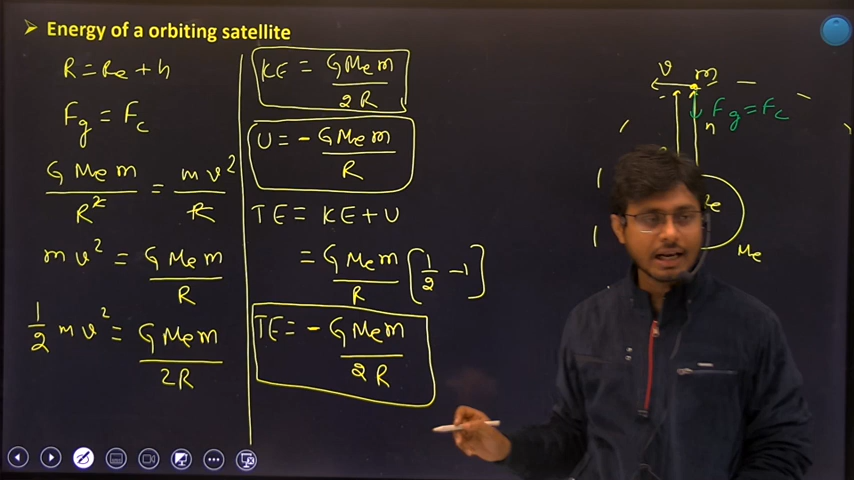 ➤ Energy of a orbiting satellite
R = Re + h
Fg = Fc
G Me m / R² = m v² / R
m v² = G Me m / R
1/2 m v² = G Me m / 2R
KE = G Me m / 2R
U = - G Me m / R
TE = KE + U
= G Me m / R [1/2 - 1]
TE = - G Me m / 2R
v m
Fg = Fc
Me